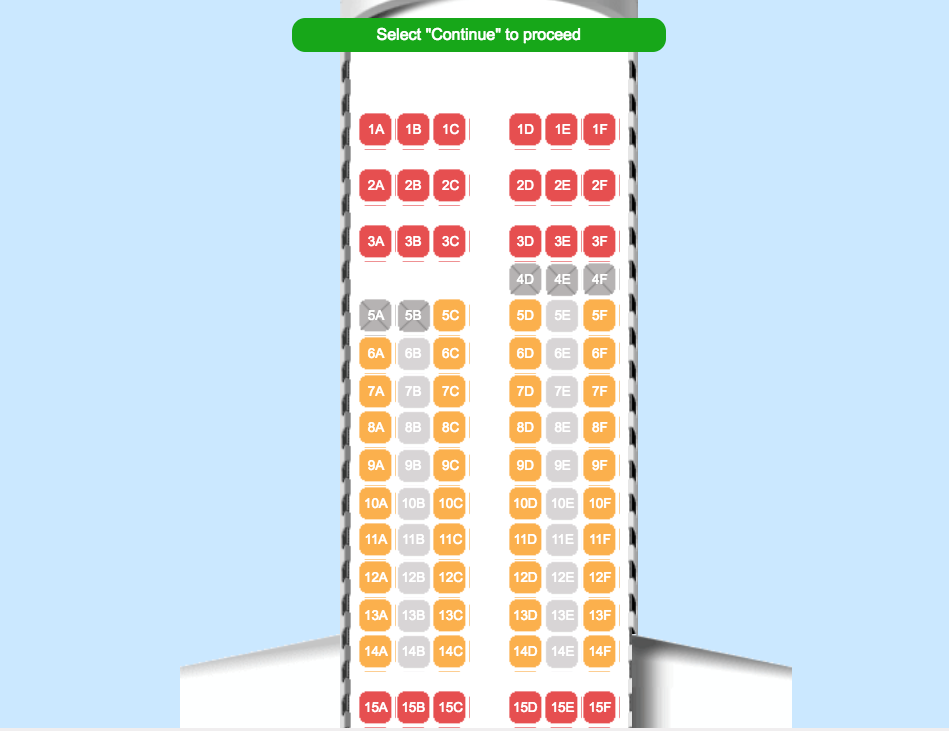 Select "Continue" to proceed
1A 1B 1C 1D 1E 1F
2A 2B 2C 2D 2E 2F
3A 3B 3C 3D 3E 3F
4D 4E 4F
5A 5B 5C 5D 5E 5F
6A 6B 6C 6D 6E 6F
7A 7B 7C 7D 7E 7F
8A 8B 8C 8D 8E 8F
9A 9B 9C 9D 9E 9F
10A 10B 10C 10D 10E 10F
11A 11B 11C 11D 11E 11F
12A 12B 12C 12D 12E 12F
13A 13B 13C 13D 13E 13F
14A 14B 14C 14D 14E 14F
15A 15B 15C 15D 15E 15F